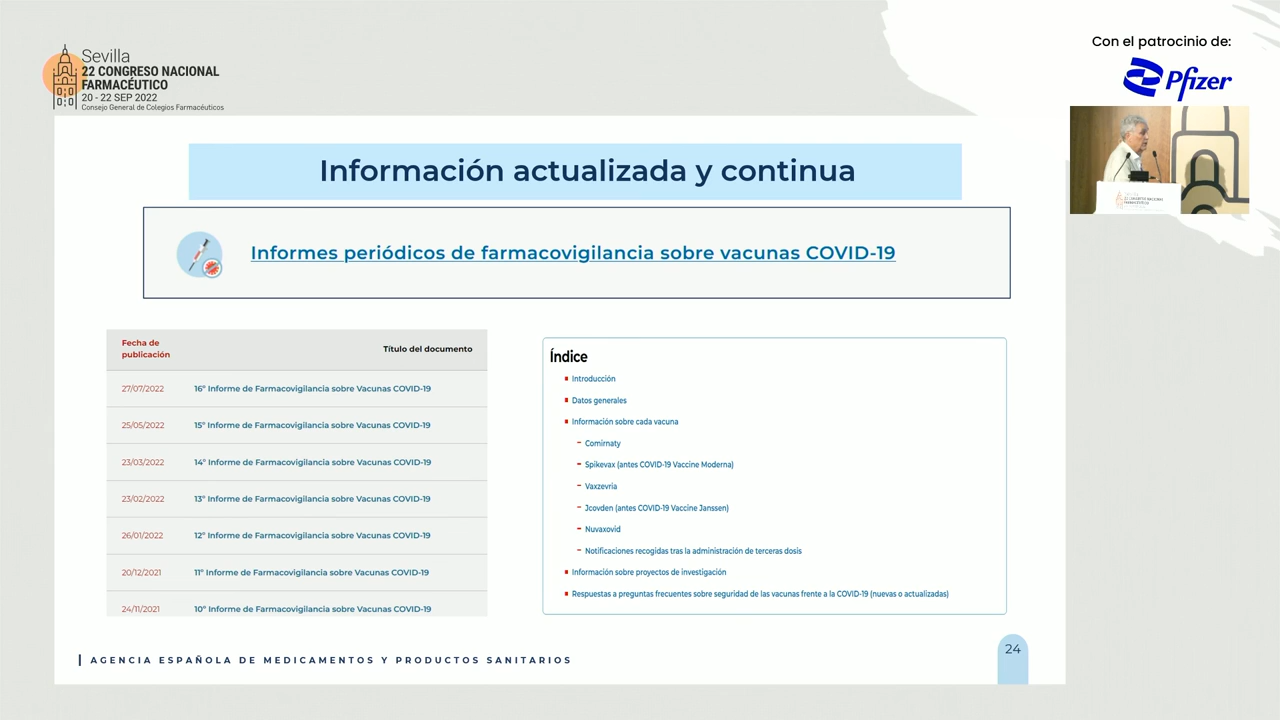 Sevilla
22 CONGRESO NACIONAL
FARMACÉUTICO
20 - 22 SEP 2022
Consejo General de Colegios Farmacéuticos
Con el patrocinio de:
Pfizer
Información actualizada y continua
Informes periódicos de farmacovigilancia sobre vacunas COVID-19
Fecha de
publicación
Título del documento
27/07/2022 16º Informe de Farmacovigilancia sobre Vacunas COVID-19
25/05/2022 15º Informe de Farmacovigilancia sobre Vacunas COVID-19
23/03/2022 14º Informe de Farmacovigilancia sobre Vacunas COVID-19
23/02/2022 13º Informe de Farmacovigilancia sobre Vacunas COVID-19
26/01/2022 12º Informe de Farmacovigilancia sobre Vacunas COVID-19
20/12/2021 11º Informe de Farmacovigilancia sobre Vacunas COVID-19
24/11/2021 10º Informe de Farmacovigilancia sobre Vacunas COVID-19
Índice
Introducción
Datos generales
Información sobre cada vacuna
Comirnaty
Spikevax (antes COVID-19 Vaccine Moderna)
Vaxzevria
Jcovden (antes COVID-19 Vaccine Janssen)
Nuvaxovid
Notificaciones recogidas tras la administración de terceras dosis
Información sobre proyectos de investigación
Respuestas a preguntas frecuentes sobre seguridad de las vacunas frente a la COVID-19 (nuevas o actualizadas)
AGENCIA ESPAÑOLA DE MEDICAMENTOS Y PRODUCTOS SANITARIOS
24